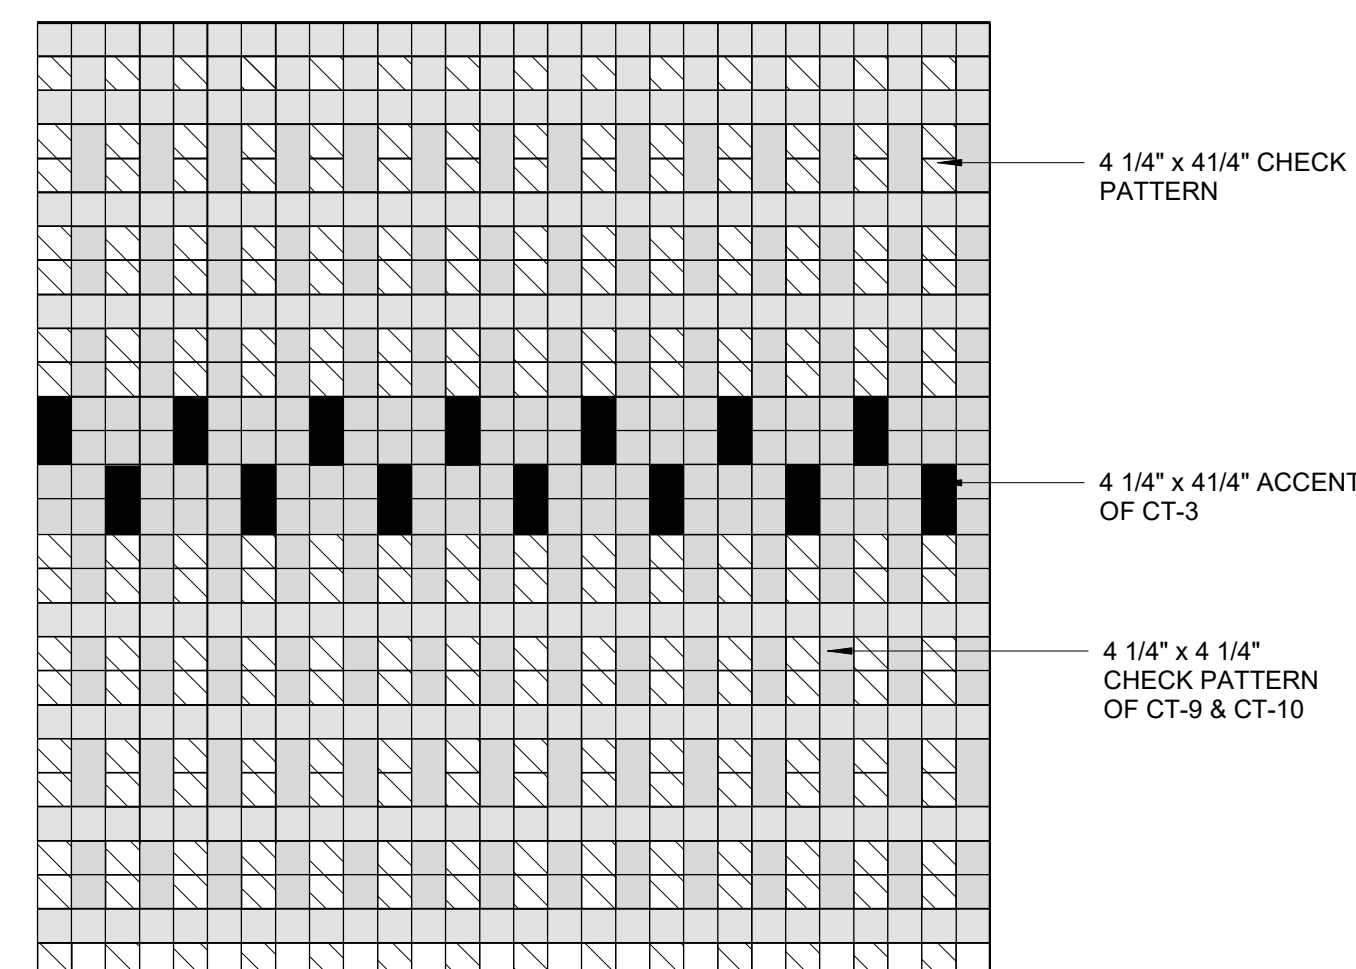 4 1/4" x 41/4" CHECK
PATTERN
4 1/4" x 41/4" ACCENT
OF CT-3
4 1/4" x 4 1/4"
CHECK PATTERN
OF CT-9 & CT-10